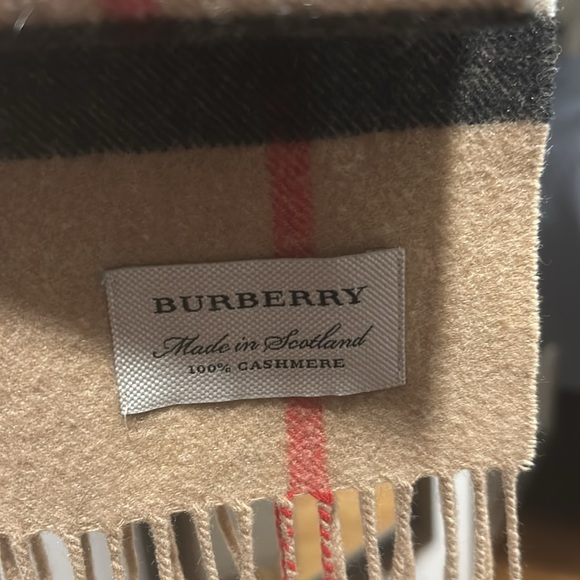 BURBERRY
Made in Scotland
100% CASHMERE